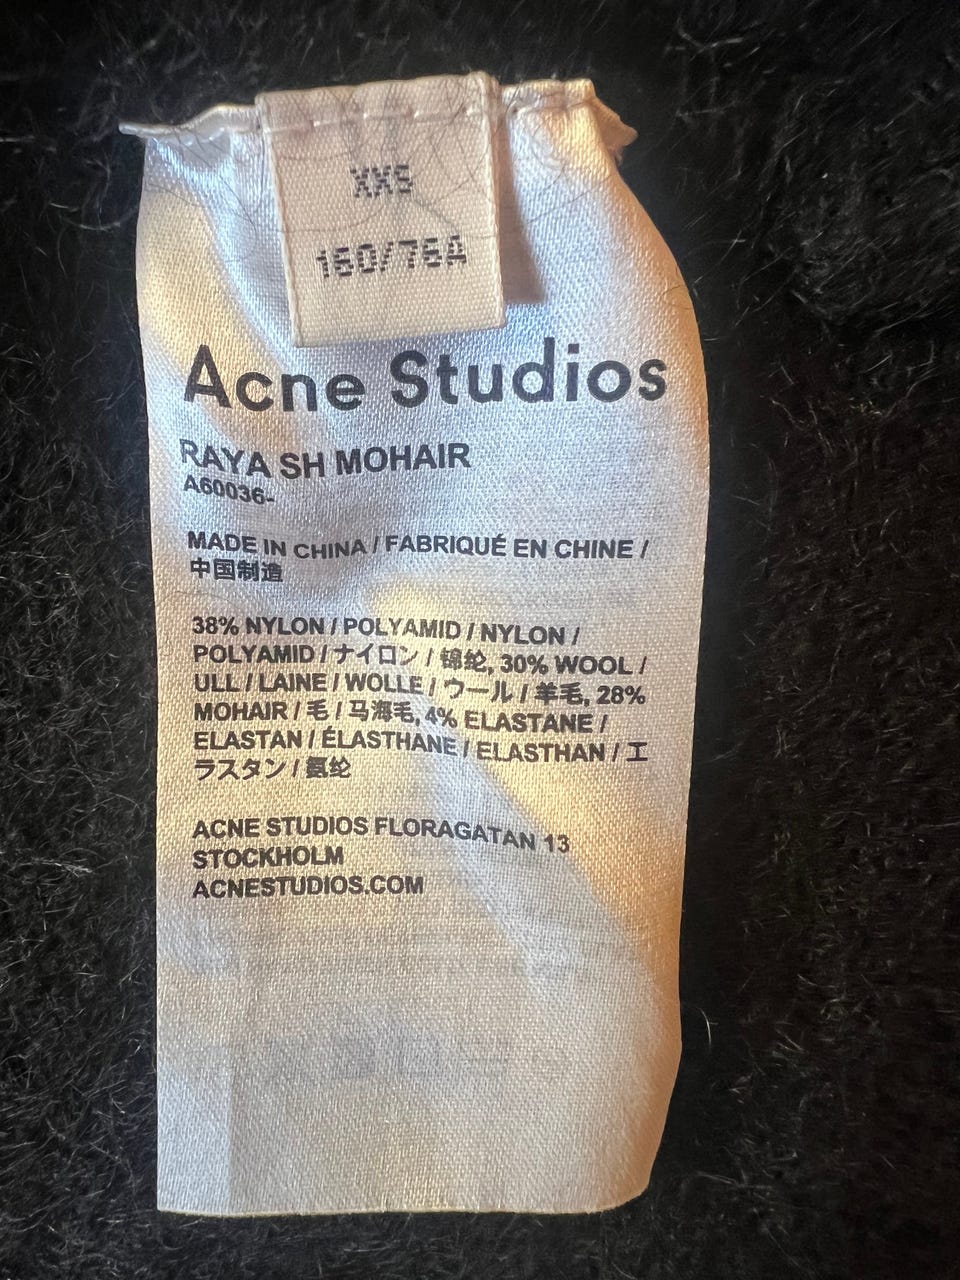 XXS
160/76A
Acne Studios
RAYA SH MOHAIR
A60036-
MADE IN CHINA / FABRIQUÉ EN CHINE /
中国制造
38% NYLON / POLYAMID / NYLON /
POLYAMID / ナイロン / 锦纶, 30% WOOL /
ULL / LAINE / WOLLE / ウール / 羊毛, 28%
MOHAIR / 毛 / 马海毛, 4% ELASTANE /
ELASTAN / ÉLASTHANE / ELASTHAN / エ
ラスタン / 氨纶
ACNE STUDIOS FLORAGATAN 13
STOCKHOLM
ACNESTUDIOS.COM